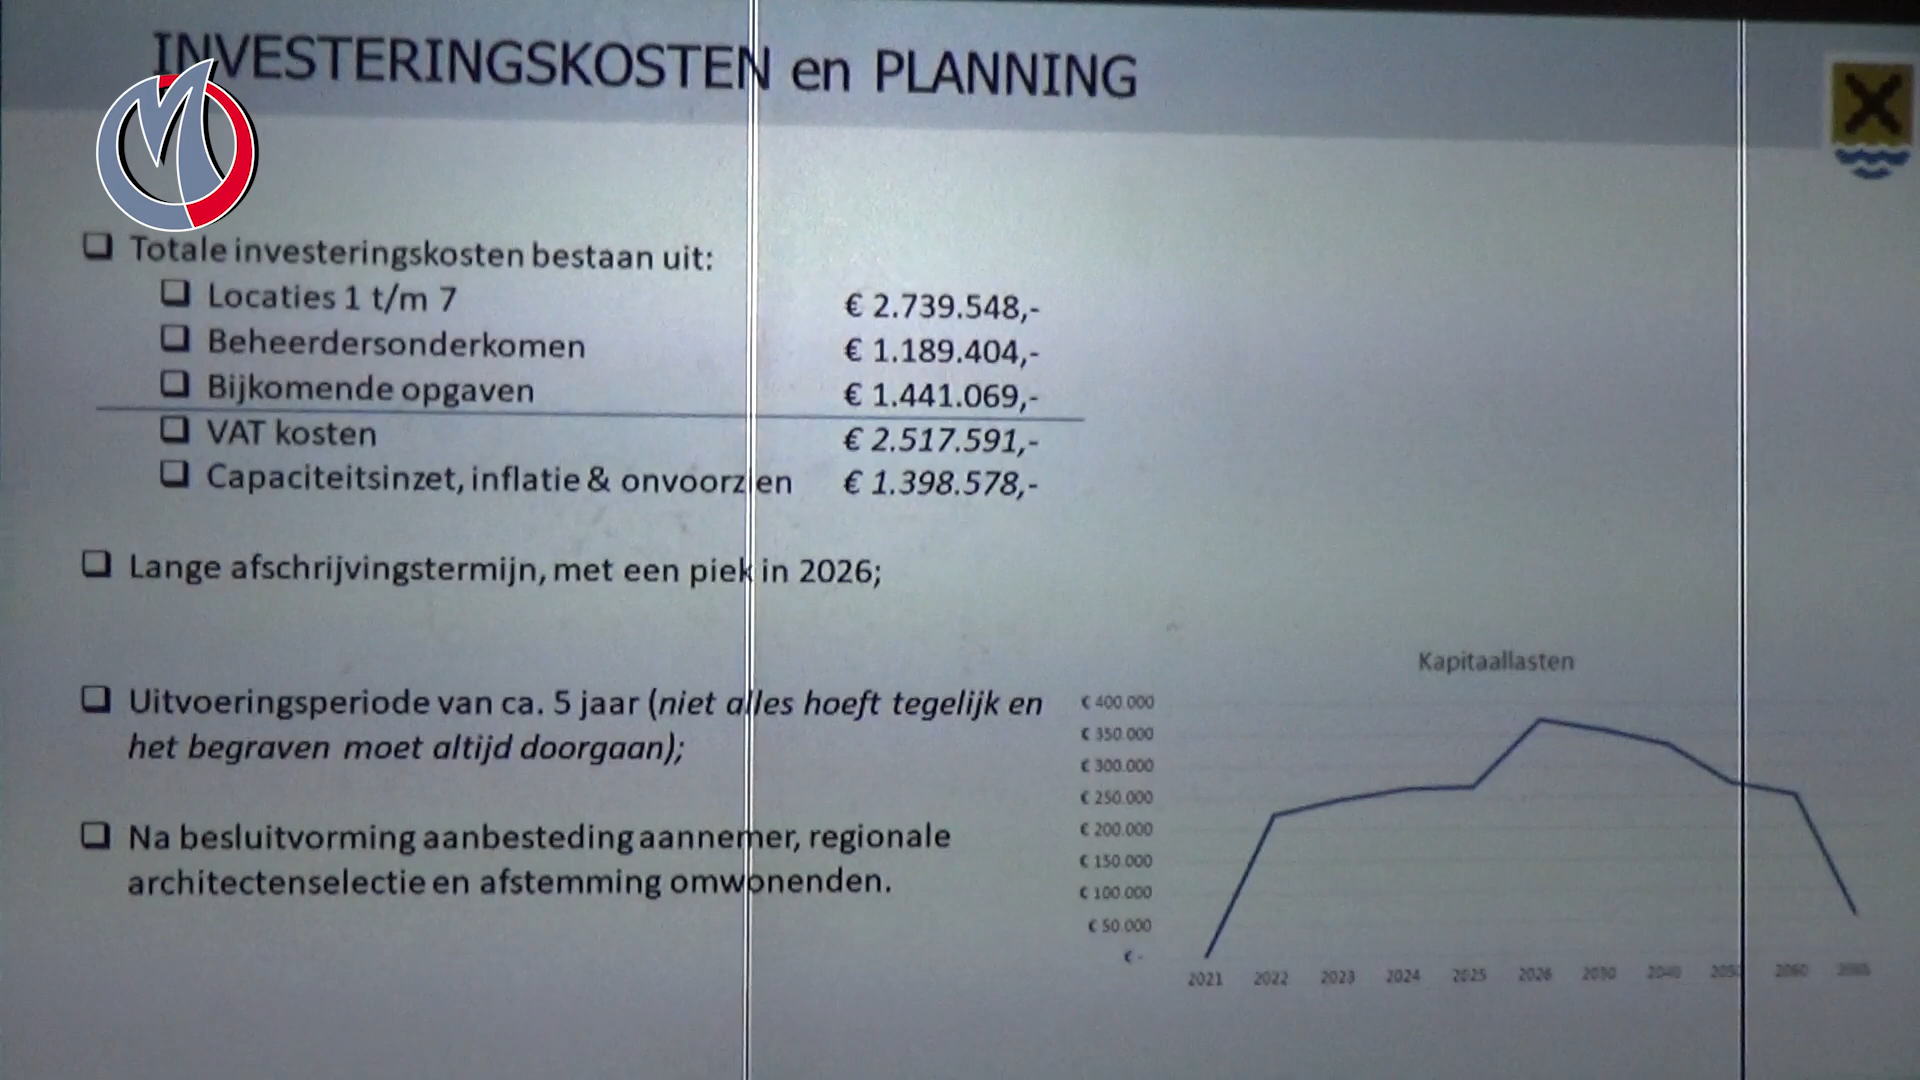 INVESTERINGSKOSTEN en PLANNING
Totale investeringskosten bestaan uit:
Locaties 1 t/m 7 € 2.739.548,-
Beheerdersonderkomen € 1.189.404,-
Bijkomende opgaven € 1.441.069,-
VAT kosten € 2.517.591,-
Capaciteitsinzet, inflatie & onvoorzien € 1.398.578,-
Lange afschrijvingstermijn, met een piek in 2026;
Uitvoeringsperiode van ca. 5 jaar (niet alles hoeft tegelijk en
het begraven moet altijd doorgaan);
Na besluitvorming aanbesteding aannemer, regionale
architectenselectie en afstemming omwonenden.
Kapitaallasten
€ 400.000
€ 350.000
€ 300.000
€ 250.000
€ 200.000
€ 150.000
€ 100.000
€ 50.000
€ -
2021 2022 2023 2024 2025 2026 2030 2040 2050 2060